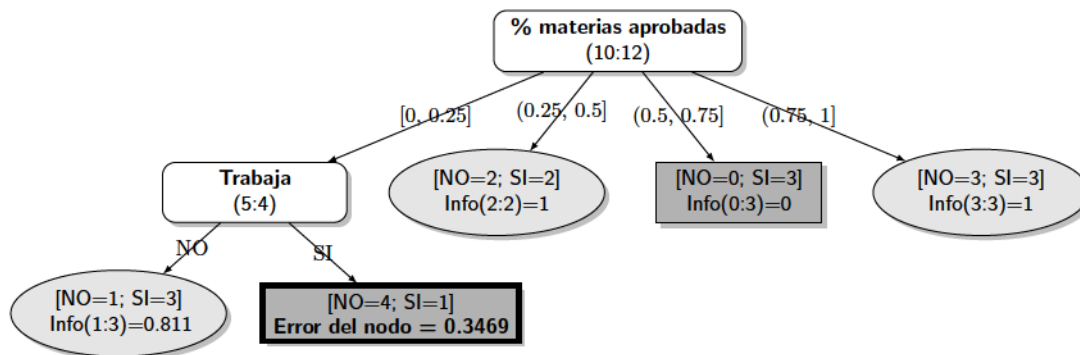 % materias aprobadas
(10:12)
[0, 0.25]
(0.25, 0.5]
(0.5, 0.75]
(0.75, 1]
Trabaja
(5:4)
[NO=2; SI=2]
Info(2:2)=1
[NO=0; SI=3]
Info(0:3)=0
[NO=3; SI=3]
Info(3:3)=1
NO
SI
[NO=1; SI=3]
Info(1:3)=0.811
[NO=4; SI=1]
Error del nodo = 0.3469